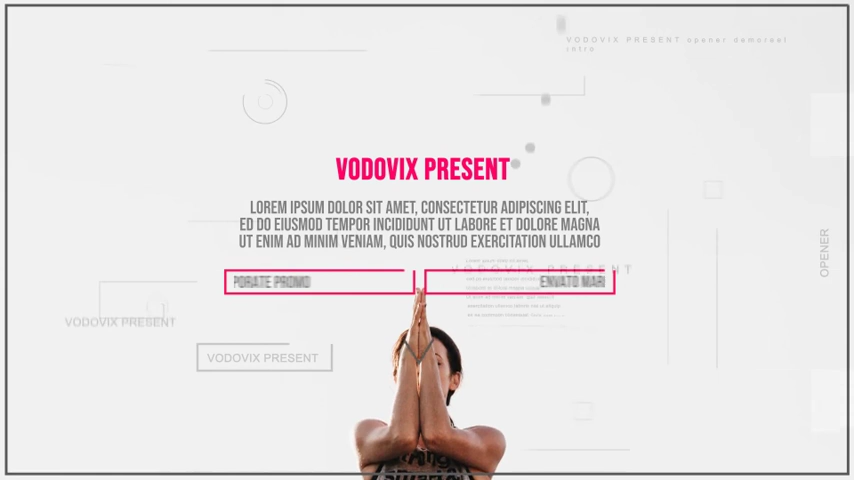 VODOVIX PRESENT opener demoreel
intro
VODOVIX PRESENT
LOREM IPSUM DOLOR SIT AMET, CONSECTETUR ADIPISCING ELIT,
ED DO EIUSMOD TEMPOR INCIDIDUNT UT LABORE ET DOLORE MAGNA
UT ENIM AD MINIM VENIAM, QUIS NOSTRUD EXERCITATION ULLAMCO
OPENER
VODOVIX PRESENT
PORATE PROMO
ENVATO MAR
VODOVIX PRESENT
VODOVIX PRESENT